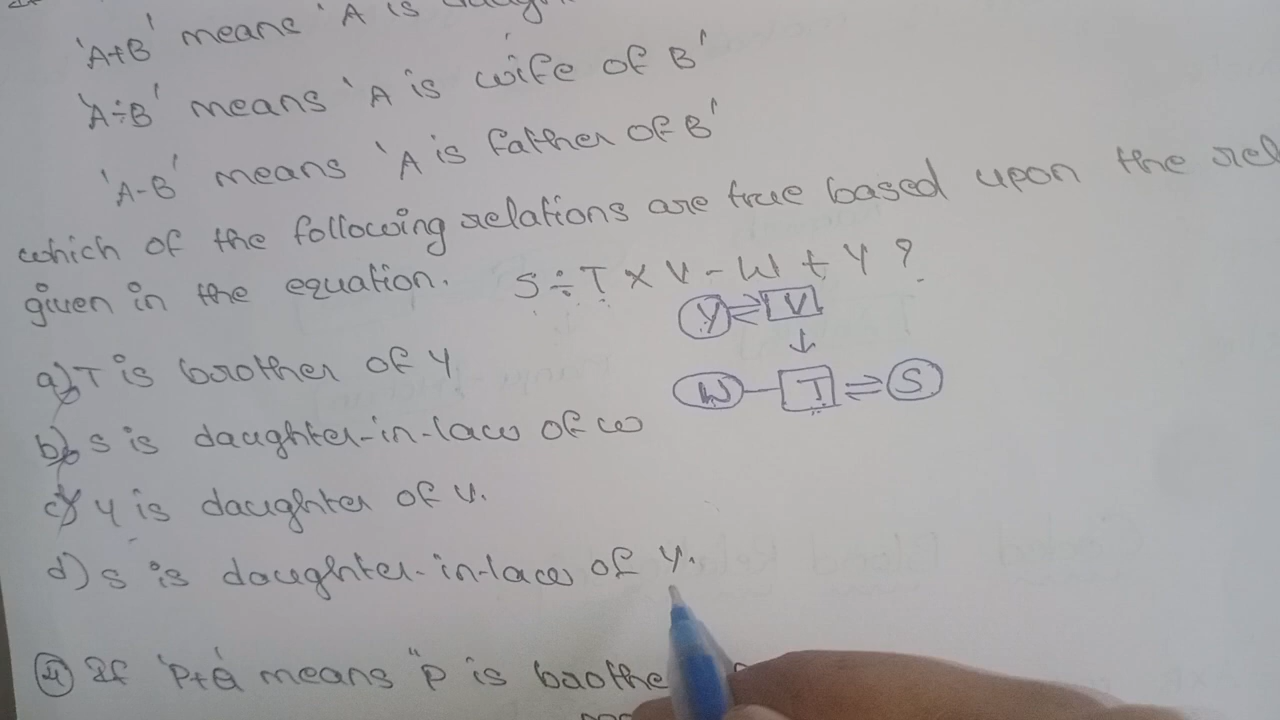 'A+B' means 'A is
'A÷B' means 'A is wife of B'
'A-B' means 'A is father of B'
which of the following relations are true based upon the
given in the equation. S÷T×V-W+Y?
Y ⇌ V
↓
W — T ⇌ S
a) T is brother of Y
b) S is daughter-in-law of w
c) Y is daughter of V.
d) S is daughter-in-law of Y.
④ If 'P+Q' means "P is